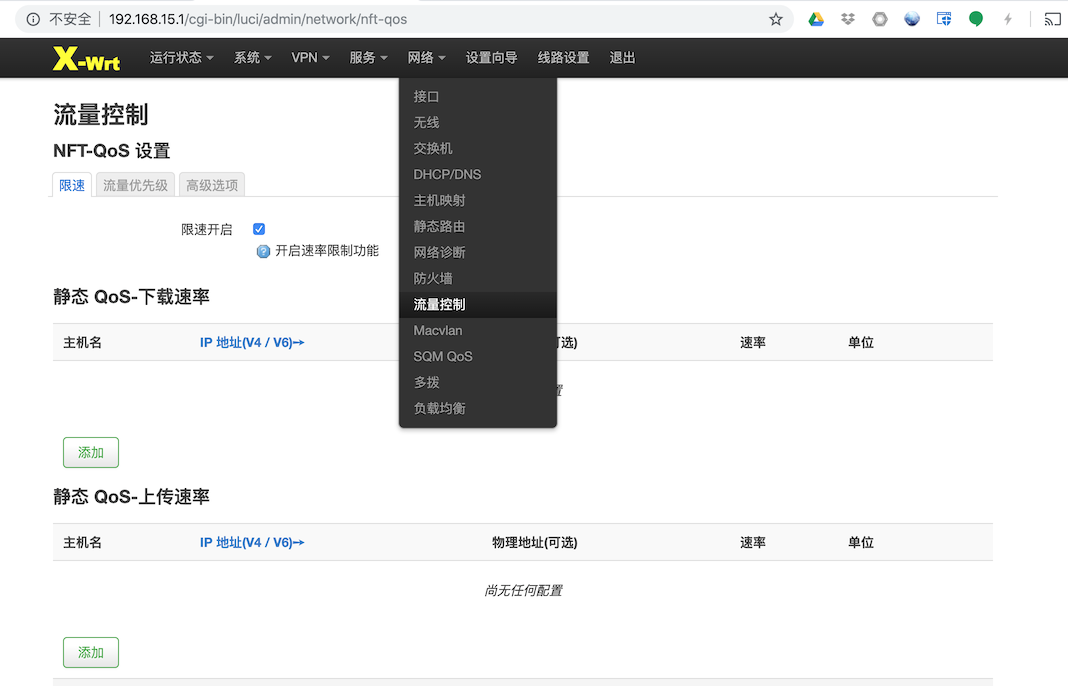 不安全 | 192.168.15.1/cgi-bin/luci/admin/network/nft-qos
X-Wrt 运行状态 系统 VPN 服务 网络 设置向导 线路设置 退出
接口
无线
交换机
DHCP/DNS
主机映射
静态路由
网络诊断
防火墙
流量控制
Macvlan
SQM QoS
多拨
负载均衡
流量控制
NFT-QoS 设置
限速 流量优先级 高级选项
限速开启
开启速率限制功能
静态 QoS-下载速率
主机名 IP 地址(V4 / V6)→ 选) 速率 单位
添加
静态 QoS-上传速率
主机名 IP 地址(V4 / V6)→ 物理地址(可选) 速率 单位
尚无任何配置
添加